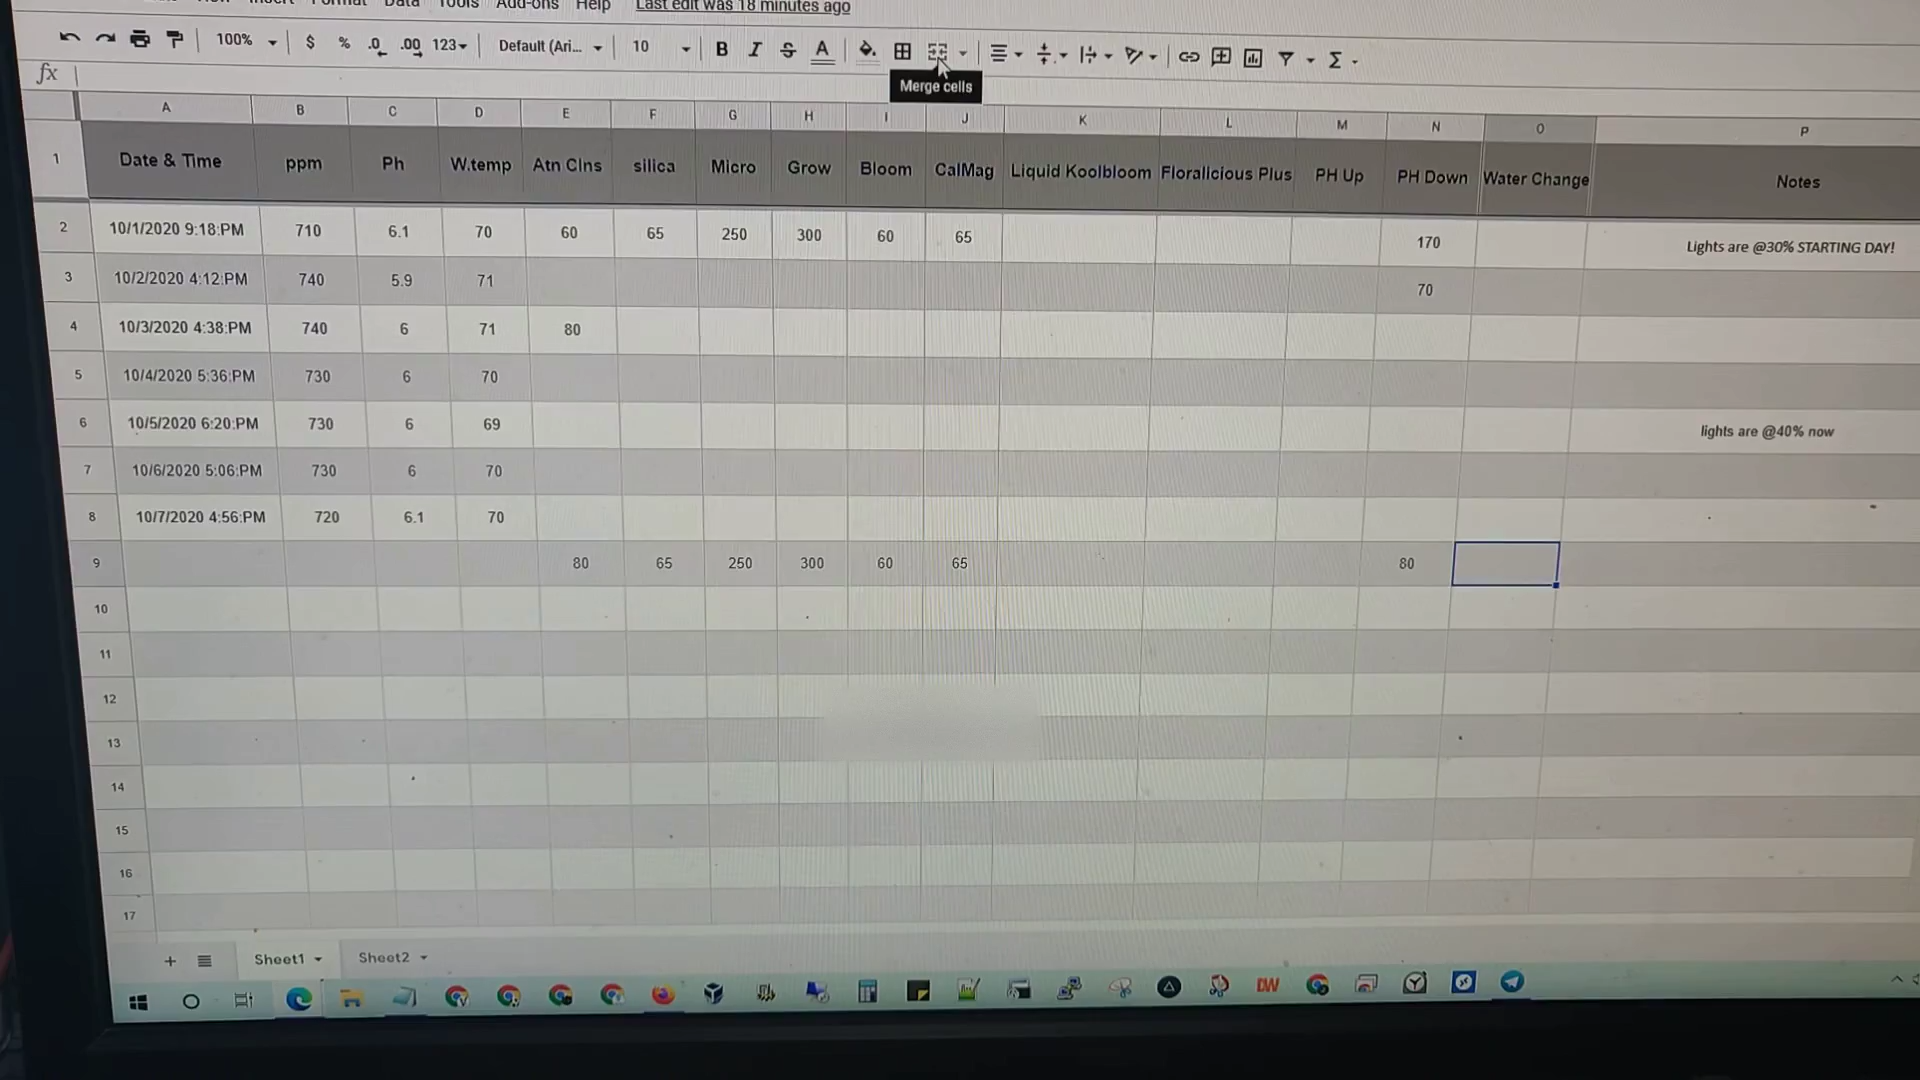 Insert Format Data Tools Add-ons Help Last edit was 18 minutes ago
100% $ % .0 .00 123 Default (Ari... 10 B I S A
fx
Merge cells
A B C D E F G H I J K L M N O P
1 Date & Time ppm Ph W.temp Atn Clns silica Micro Grow Bloom CalMag Liquid Koolbloom Floralicious Plus PH Up PH Down Water Change Notes
2 10/1/2020 9:18:PM 710 6.1 70 60 65 250 300 60 65 170 Lights are @30% STARTING DAY!
3 10/2/2020 4:12:PM 740 5.9 71 70
4 10/3/2020 4:38:PM 740 6 71 80
5 10/4/2020 5:36:PM 730 6 70
6 10/5/2020 6:20:PM 730 6 69 lights are @40% now
7 10/6/2020 5:06:PM 730 6 70
8 10/7/2020 4:56:PM 720 6.1 70
9 80 65 250 300 60 65 80
10
11
12
13
14
15
16
17
+ Sheet1 Sheet2
DW